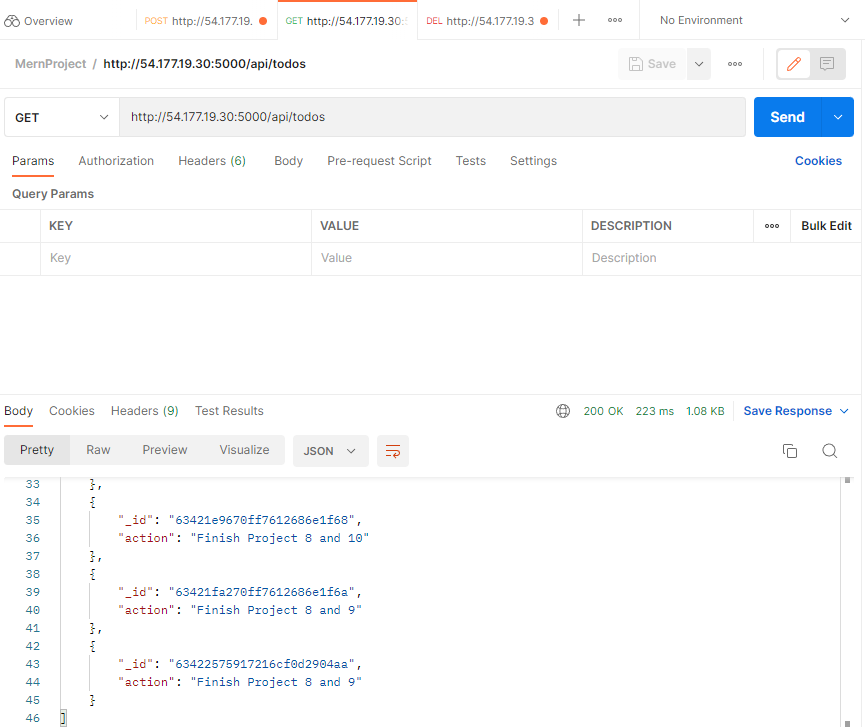 Overview POST http://54.177.19. GET http://54.177.19.30: DEL http://54.177.19.3 No Environment
MernProject / http://54.177.19.30:5000/api/todos Save
GET http://54.177.19.30:5000/api/todos Send
Params Authorization Headers (6) Body Pre-request Script Tests Settings Cookies
Query Params
KEY VALUE DESCRIPTION Bulk Edit
Key Value Description
Body Cookies Headers (9) Test Results 200 OK 223 ms 1.08 KB Save Response
Pretty Raw Preview Visualize JSON
33 },
34 {
35 "_id": "63421e9670ff7612686e1f68",
36 "action": "Finish Project 8 and 10"
37 },
38 {
39 "_id": "63421fa270ff7612686e1f6a",
40 "action": "Finish Project 8 and 9"
41 },
42 {
43 "_id": "63422575917216cf0d2904aa",
44 "action": "Finish Project 8 and 9"
45 }
46 ]